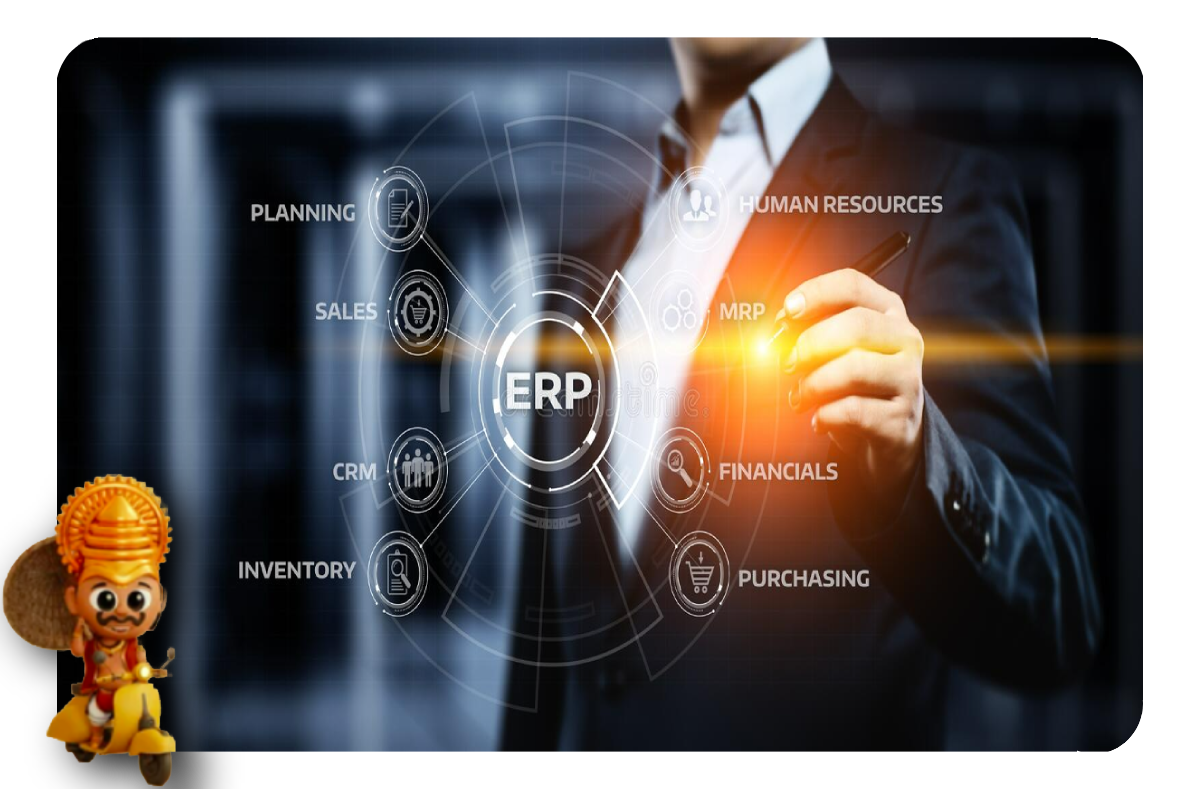 PLANNING
HUMAN RESOURCES
SALES
MRP
ERP
CRM
FINANCIALS
INVENTORY
PURCHASING